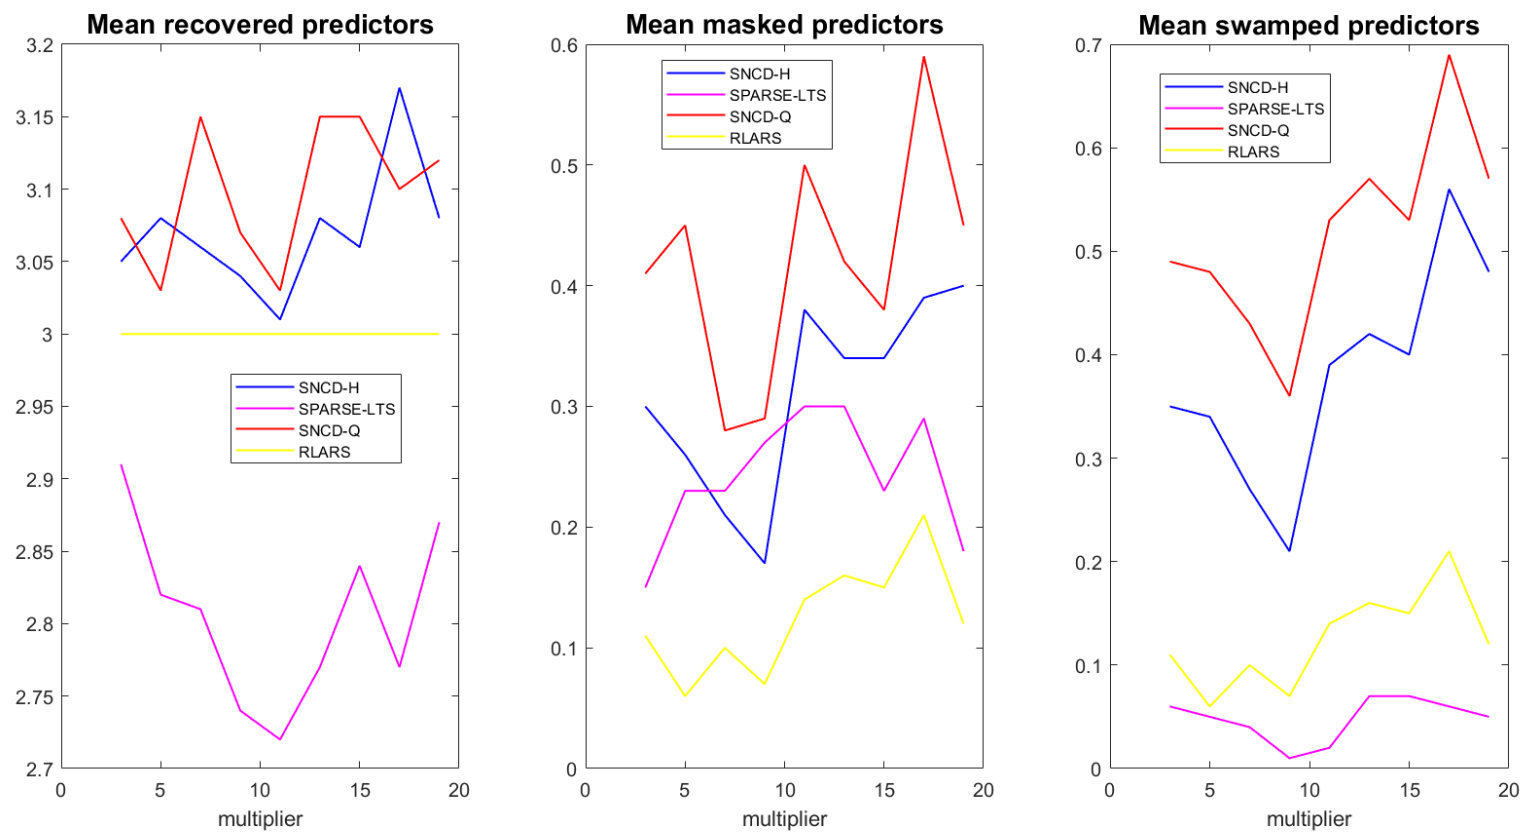 Mean recovered predictors
3.2
3.15
3.1
3.05
3
2.95
2.9
2.85
2.8
2.75
2.7
0 5 10 15 20
multiplier
SNCD-H
SPARSE-LTS
SNCD-Q
RLARS
Mean masked predictors
0.6
0.5
0.4
0.3
0.2
0.1
0
0 5 10 15 20
multiplier
SNCD-H
SPARSE-LTS
SNCD-Q
RLARS
Mean swamped predictors
0.7
0.6
0.5
0.4
0.3
0.2
0.1
0
0 5 10 15 20
multiplier
SNCD-H
SPARSE-LTS
SNCD-Q
RLARS